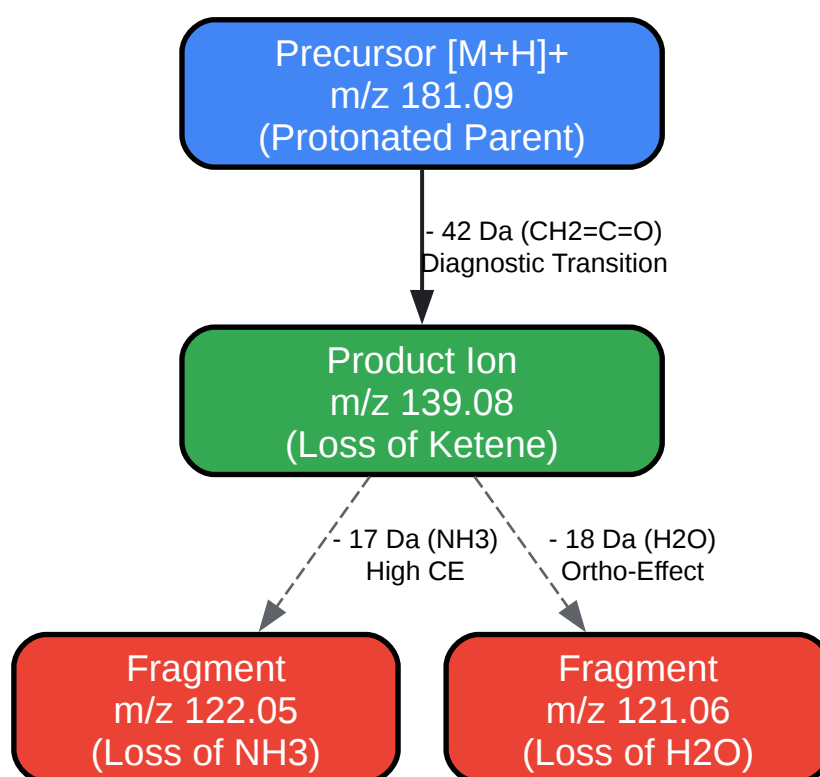 Precursor [M+H]+
m/z 181.09
(Protonated Parent)
- 42 Da (CH2=C=O)
Diagnostic Transition
Product Ion
m/z 139.08
(Loss of Ketene)
- 17 Da (NH3)
High CE
- 18 Da (H2O)
Ortho-Effect
Fragment
m/z 122.05
(Loss of NH3)
Fragment
m/z 121.06
(Loss of H2O)